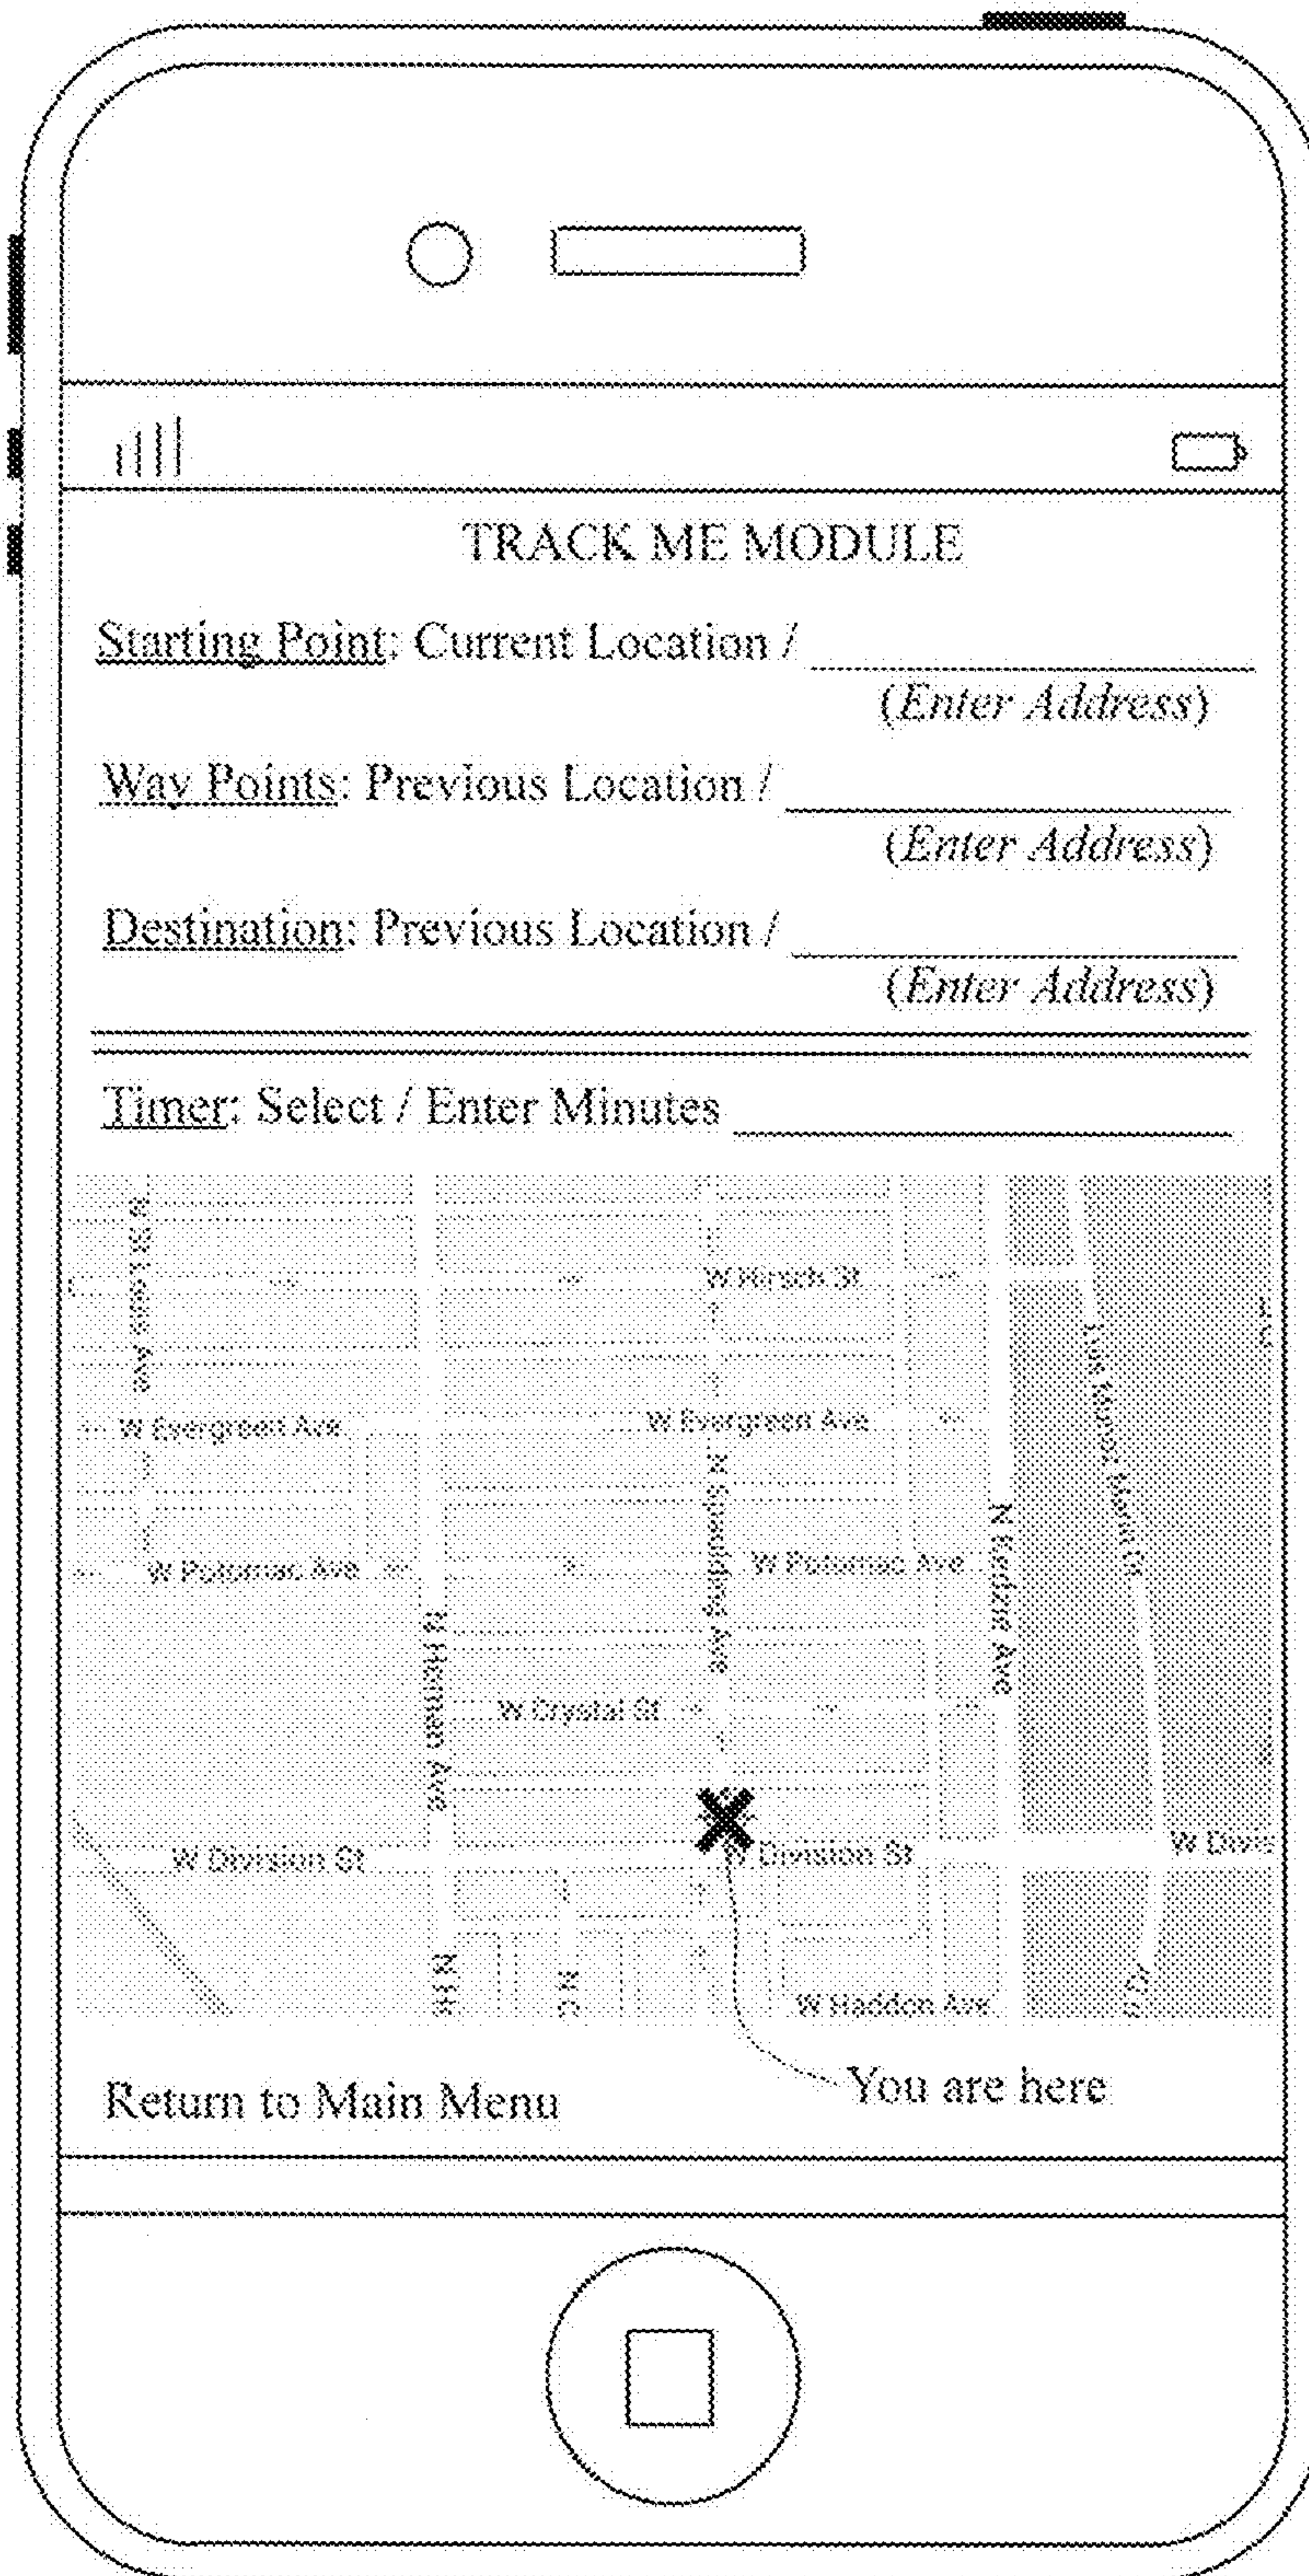 TRACK ME MODULE
Starting Point: Current Location /
(Enter Address)
Way Points: Previous Location /
(Enter Address)
Destination: Previous Location /
(Enter Address)
Timer: Select / Enter Minutes
W Hirsch St
W Evergreen Ave
W Evergreen Ave
N Spaulding Ave
N Kedzie Ave
W Potomac Ave
W Potomac Ave
N Homan Ave
W Crystal St
W Division St
W Division St
W Divis
W Haddon Ave
You are here
Return to Main Menu